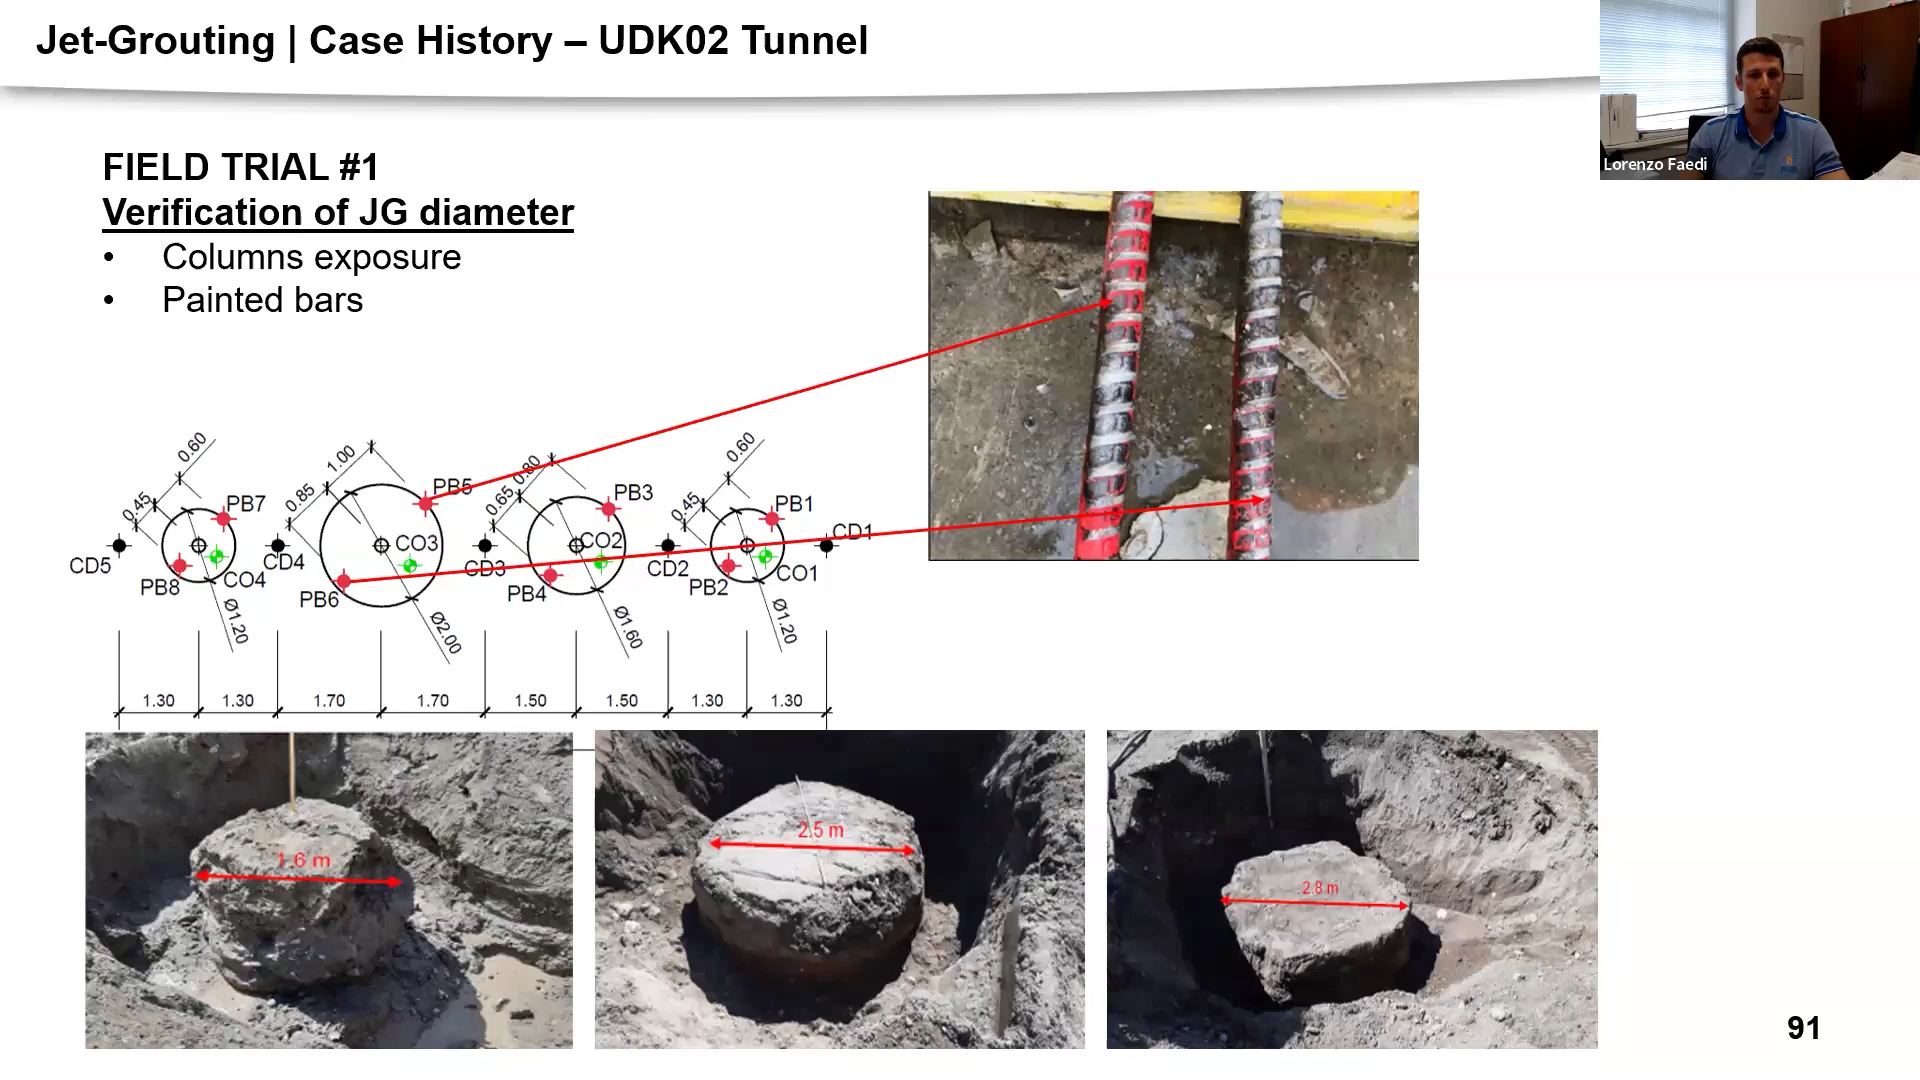 Jet-Grouting | Case History – UDK02 Tunnel
Lorenzo Faedi
FIELD TRIAL #1
Verification of JG diameter
• Columns exposure
• Painted bars
0.60
1.00
0.80
0.60
0.45
0.85
0.65
0.45
PB7
PB5
PB3
PB1
CD5
CD4
CO3
CD3
CO2
CD2
CD1
PB8
CO4
PB6
PB4
PB2
CO1
Ø1.20
Ø2.00
Ø1.60
Ø1.20
1.30 1.30 1.70 1.70 1.50 1.50 1.30 1.30
1.6 m
2.5 m
2.8 m
91